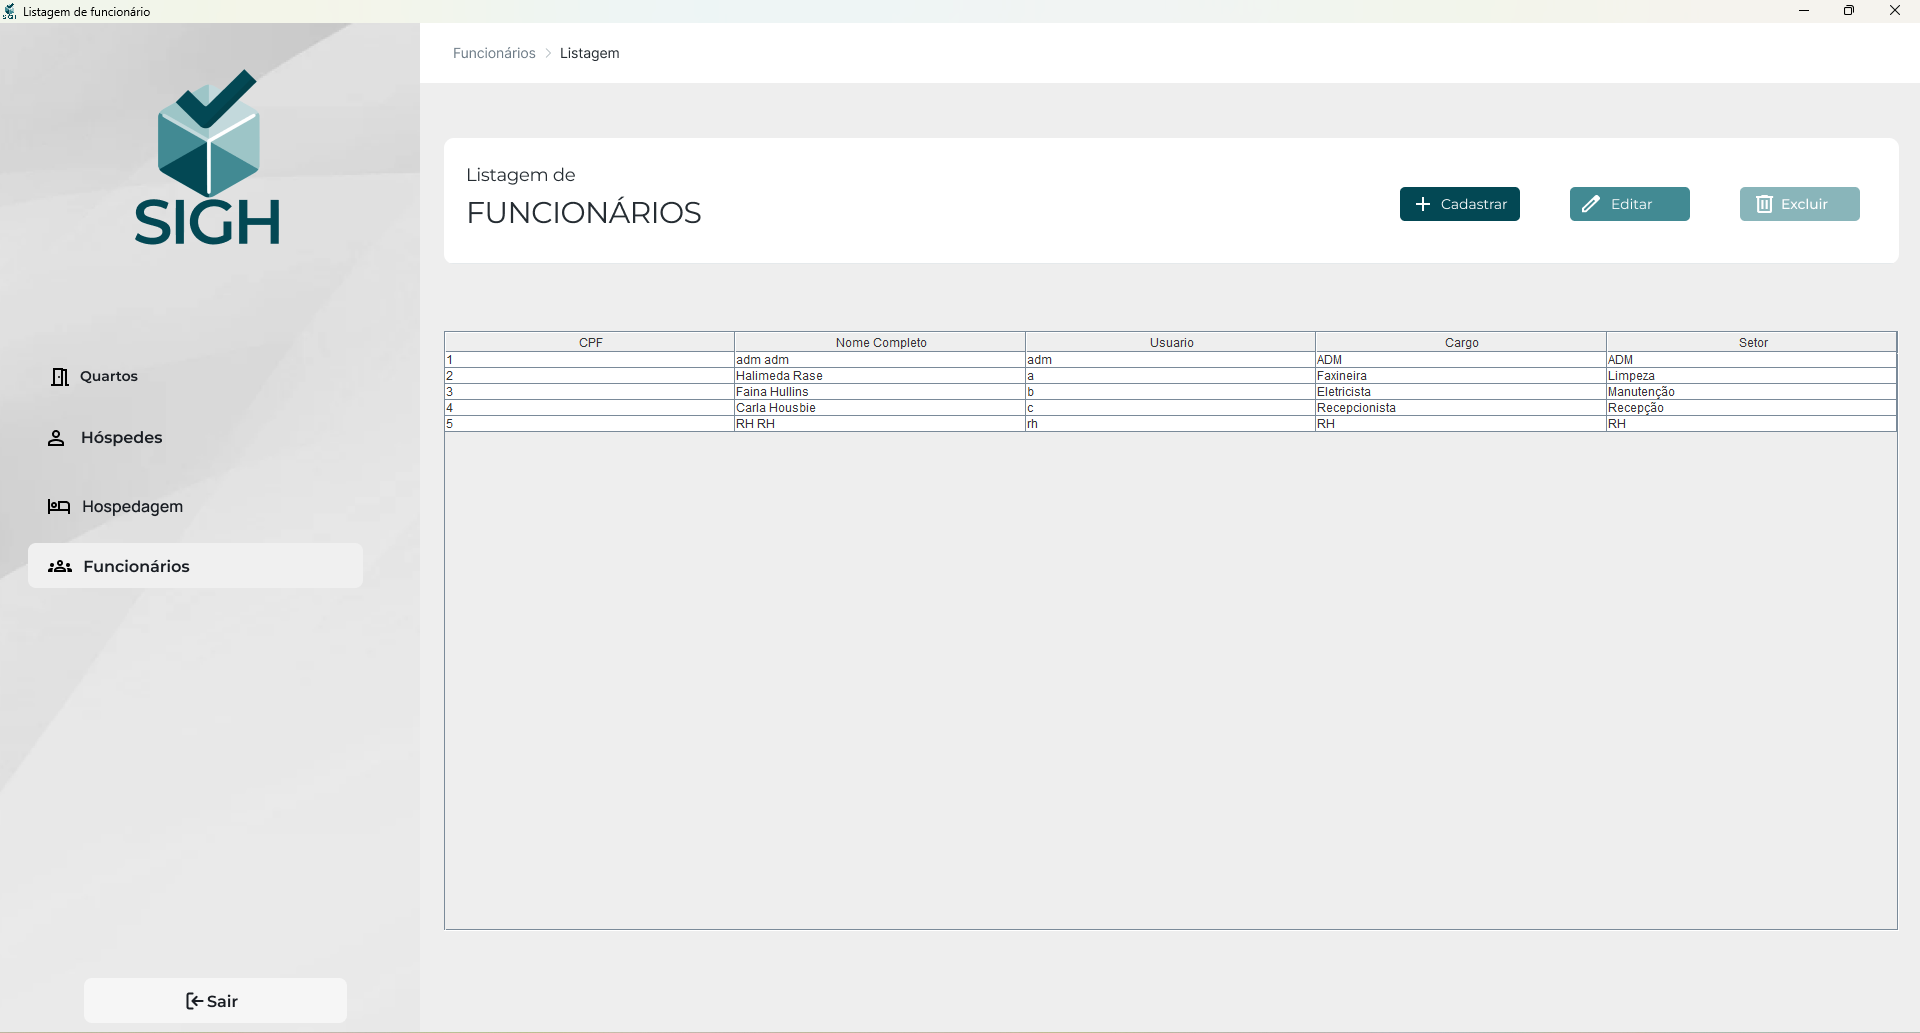 Listagem de funcionário
SIGH
Quartos
Hóspedes
Hospedagem
Funcionários
Sair
Funcionários > Listagem
Listagem de
FUNCIONÁRIOS
Cadastrar
Editar
Excluir
CPF Nome Completo Usuario Cargo Setor
1 adm adm adm ADM ADM
2 Halimeda Rase a Faxineira Limpeza
3 Faina Hullins b Eletricista Manutenção
4 Carla Housbie c Recepcionista Recepção
5 RH RH rh RH RH